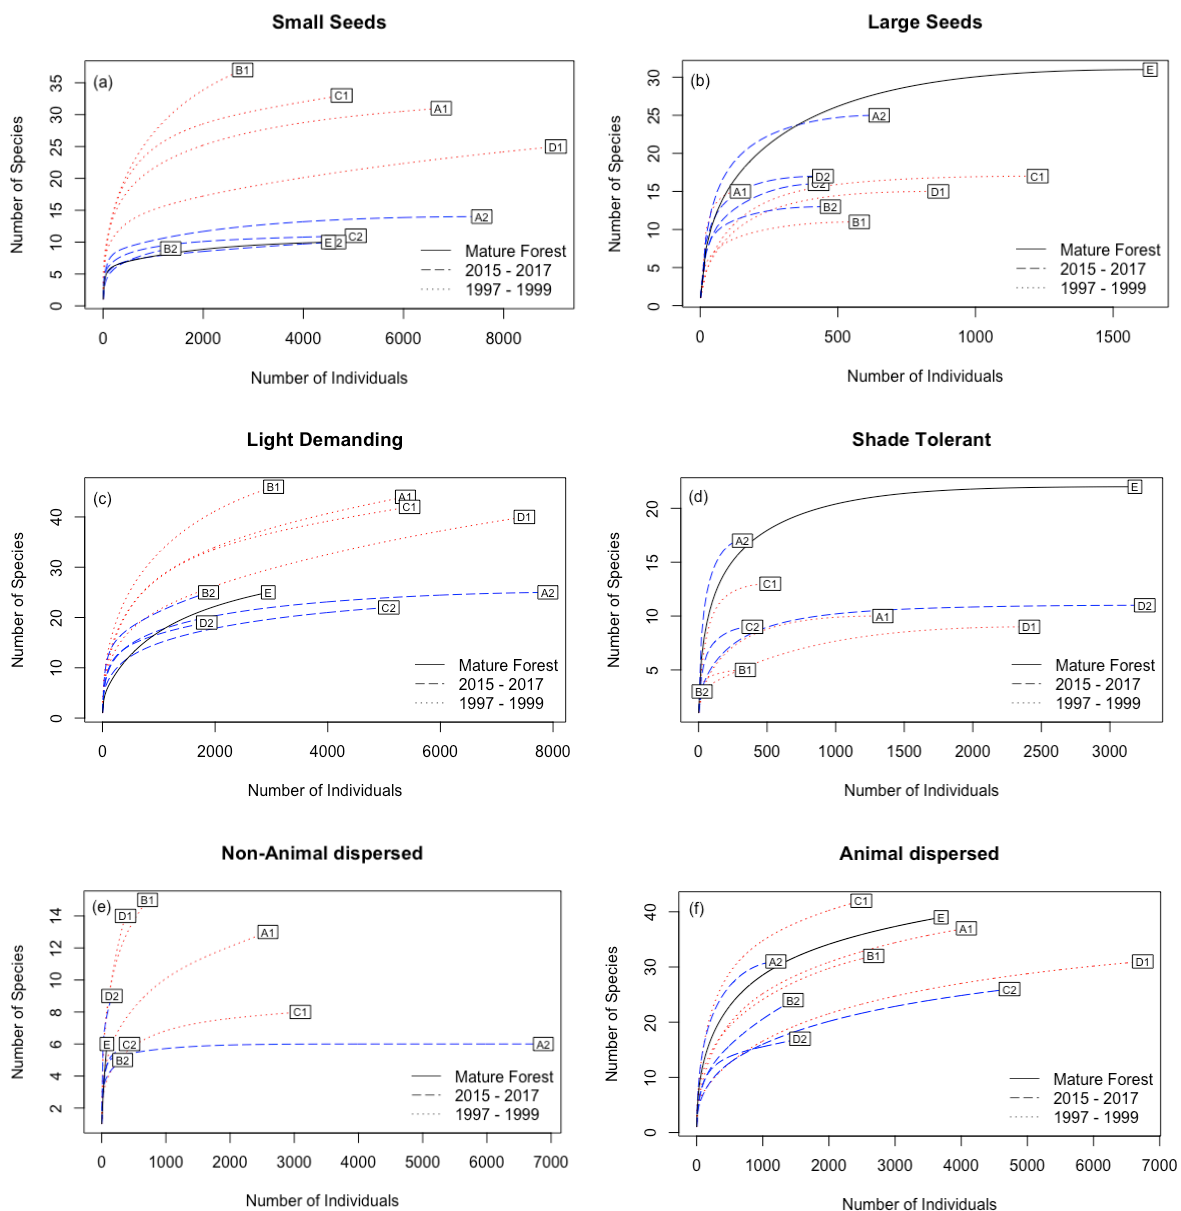 Small Seeds
(a)
Number of Species
35
30
25
20
15
10
5
0
B1
C1
A1
D1
A2
C2
B2
E
2
Mature Forest
2015 - 2017
1997 - 1999
0 2000 4000 6000 8000
Number of Individuals
Large Seeds
(b)
Number of Species
30
25
20
15
10
5
0
E
A2
D2
C2
A1
C1
D1
B2
B1
Mature Forest
2015 - 2017
1997 - 1999
0 500 1000 1500
Number of Individuals
Light Demanding
(c)
Number of Species
40
30
20
10
0
B1
A1
C1
D1
B2
E
A2
C2
D2
Mature Forest
2015 - 2017
1997 - 1999
0 2000 4000 6000 8000
Number of Individuals
Shade Tolerant
(d)
Number of Species
20
15
10
5
E
A2
C1
D2
A1
C2
D1
B1
B2
Mature Forest
2015 - 2017
1997 - 1999
0 500 1000 1500 2000 2500 3000
Number of Individuals
Non-Animal dispersed
(e)
Number of Species
14
12
10
8
6
4
2
B1
D1
A1
D2
C1
E
C2
A2
B2
Mature Forest
2015 - 2017
1997 - 1999
0 1000 2000 3000 4000 5000 6000 7000
Number of Individuals
Animal dispersed
(f)
Number of Species
40
30
20
10
0
C1
E
A1
B1
A2
D1
C2
B2
D2
Mature Forest
2015 - 2017
1997 - 1999
0 1000 2000 3000 4000 5000 6000 7000
Number of Individuals